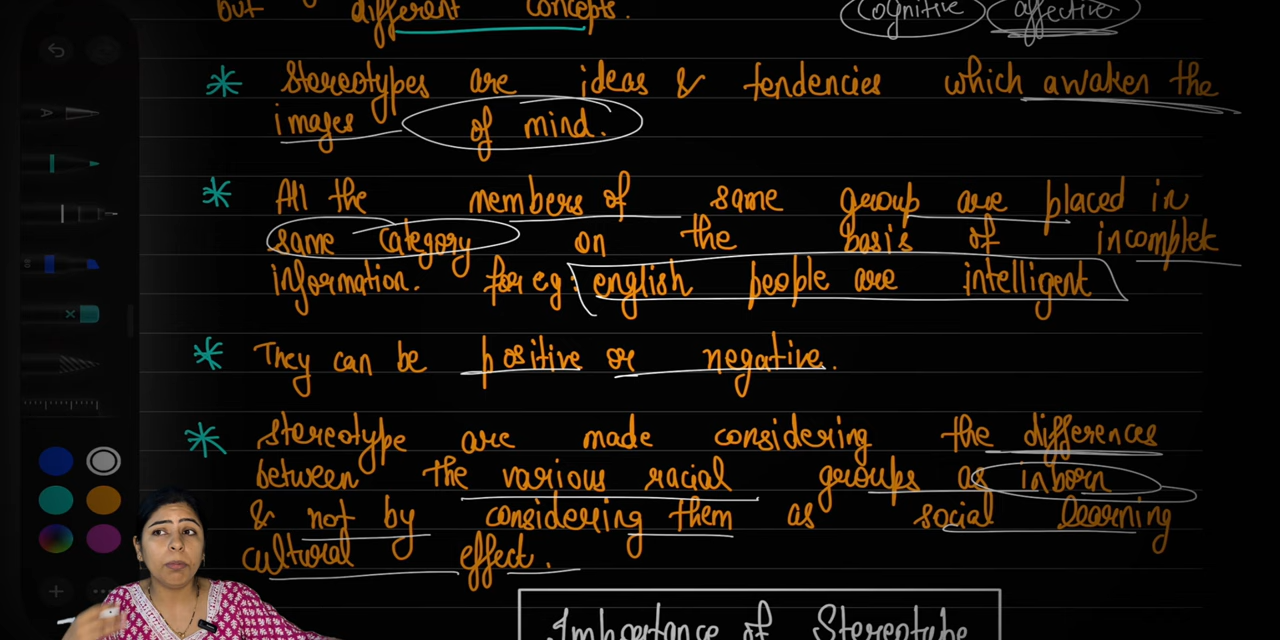 but different concepts.
cognitive affective
* Stereotypes are ideas & tendencies which awaken the
images of mind.
* All the members of same group are placed in
same category on the basis of incomplete
information. for eg: english people are intelligent
* They can be positive or negative.
* Stereotype are made considering the differences
between the various racial groups as inborn
& not by considering them as social learning
cultural effect.
Importance of Stereotype